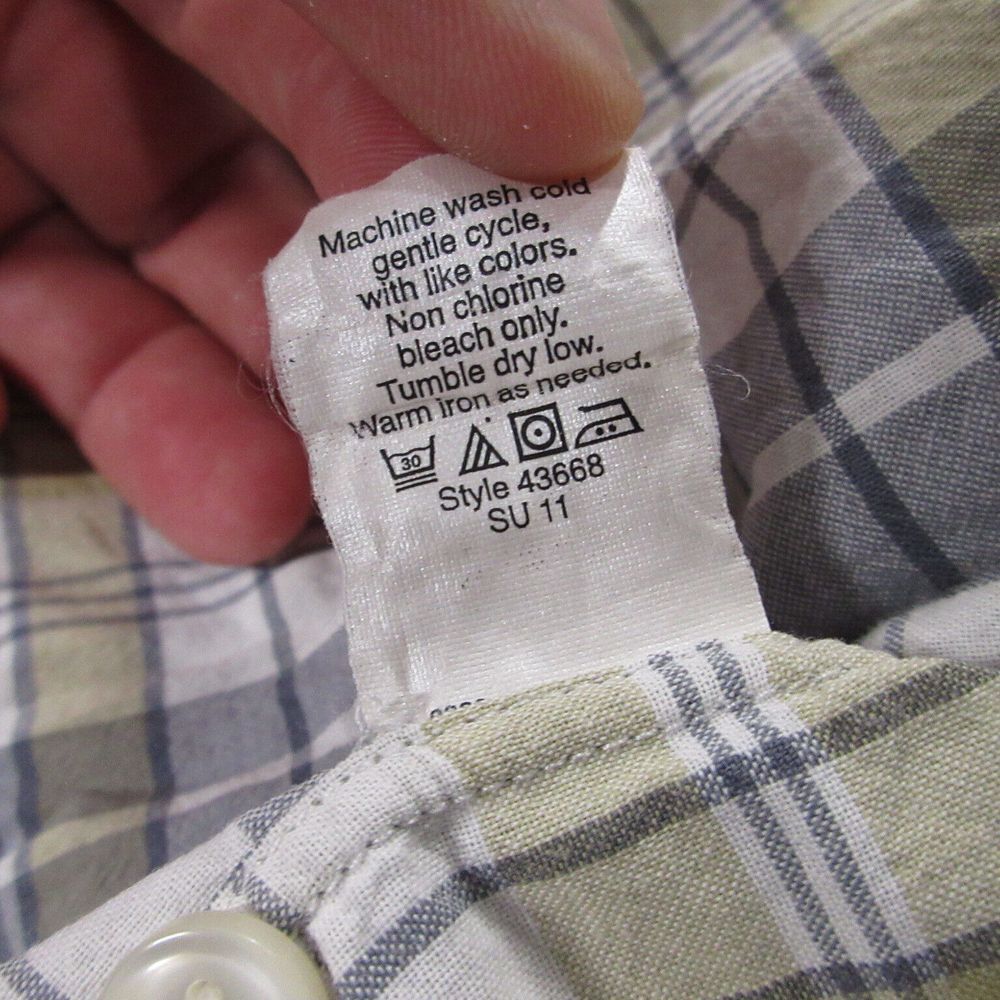 Machine wash cold
gentle cycle,
with like colors.
Non chlorine
bleach only.
Tumble dry low.
Warm iron as needed.
30
Style 43668
SU 11